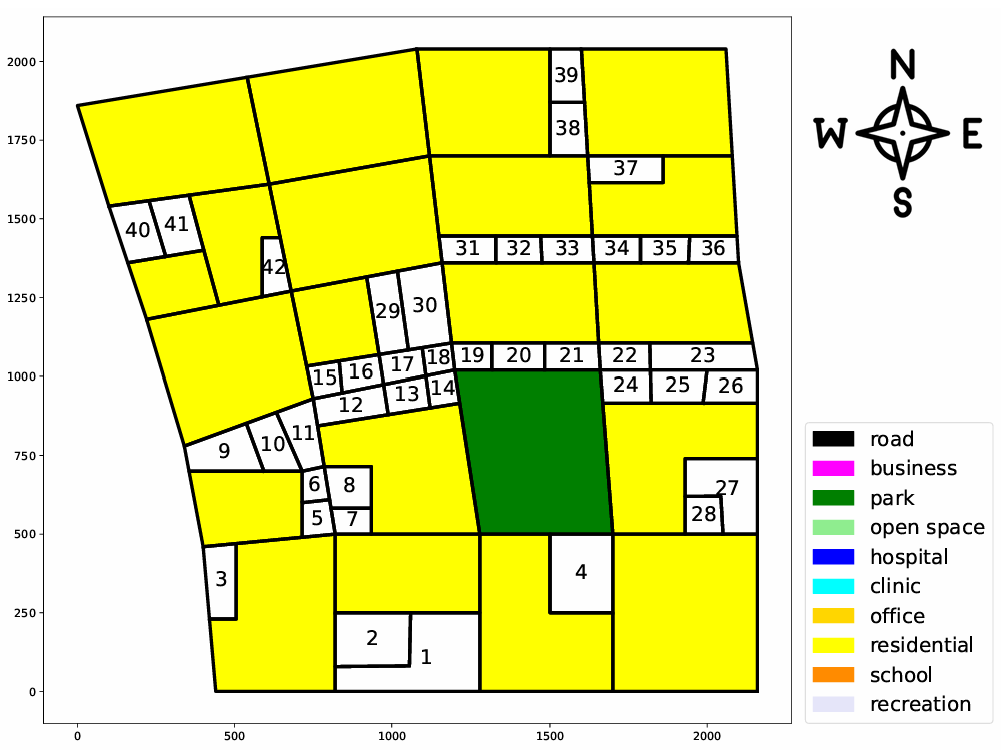 N
W E
S
2000
1750
1500
1250
1000
750
500
250
0
0 500 1000 1500 2000
39
38
37
40 41
42
31 32 33 34 35 36
29 30
19 20 21 22 23
15 16 17 18
24 25 26
12 13 14
9 10 11
6 8
5 7
27
28
3
4
2
1
road
business
park
open space
hospital
clinic
office
residential
school
recreation